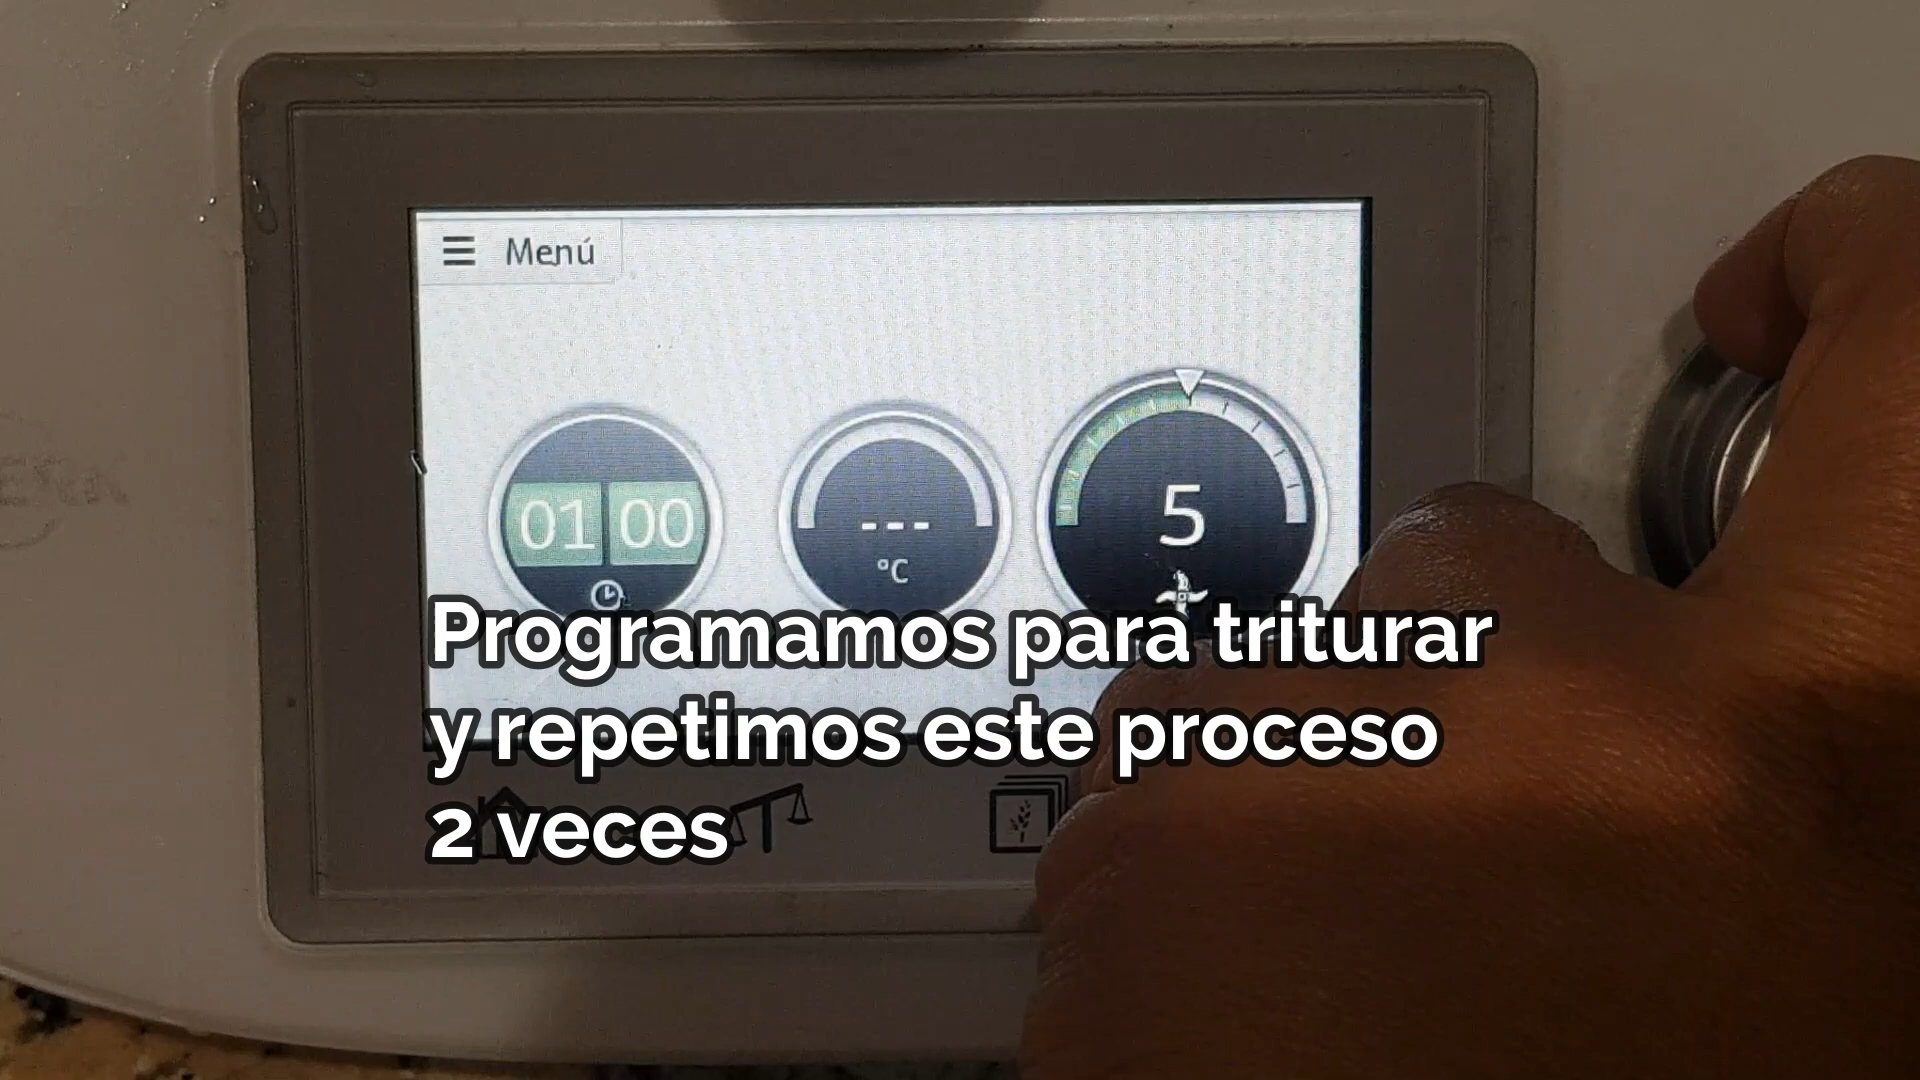 Menú
01 00
---
°C
5
Programamos para triturar
y repetimos este proceso
2 veces